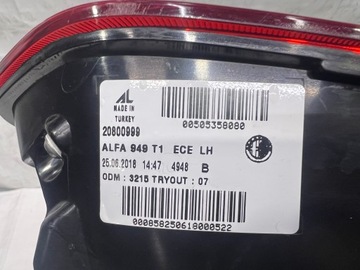 AL
MADE IN
TURKEY
00505358080
20800999
ALFA 949 T1 ECE LH
25.06.2018 14:47 4948 B
ODM : 3215 TRYOUT : 07
000858250618000522